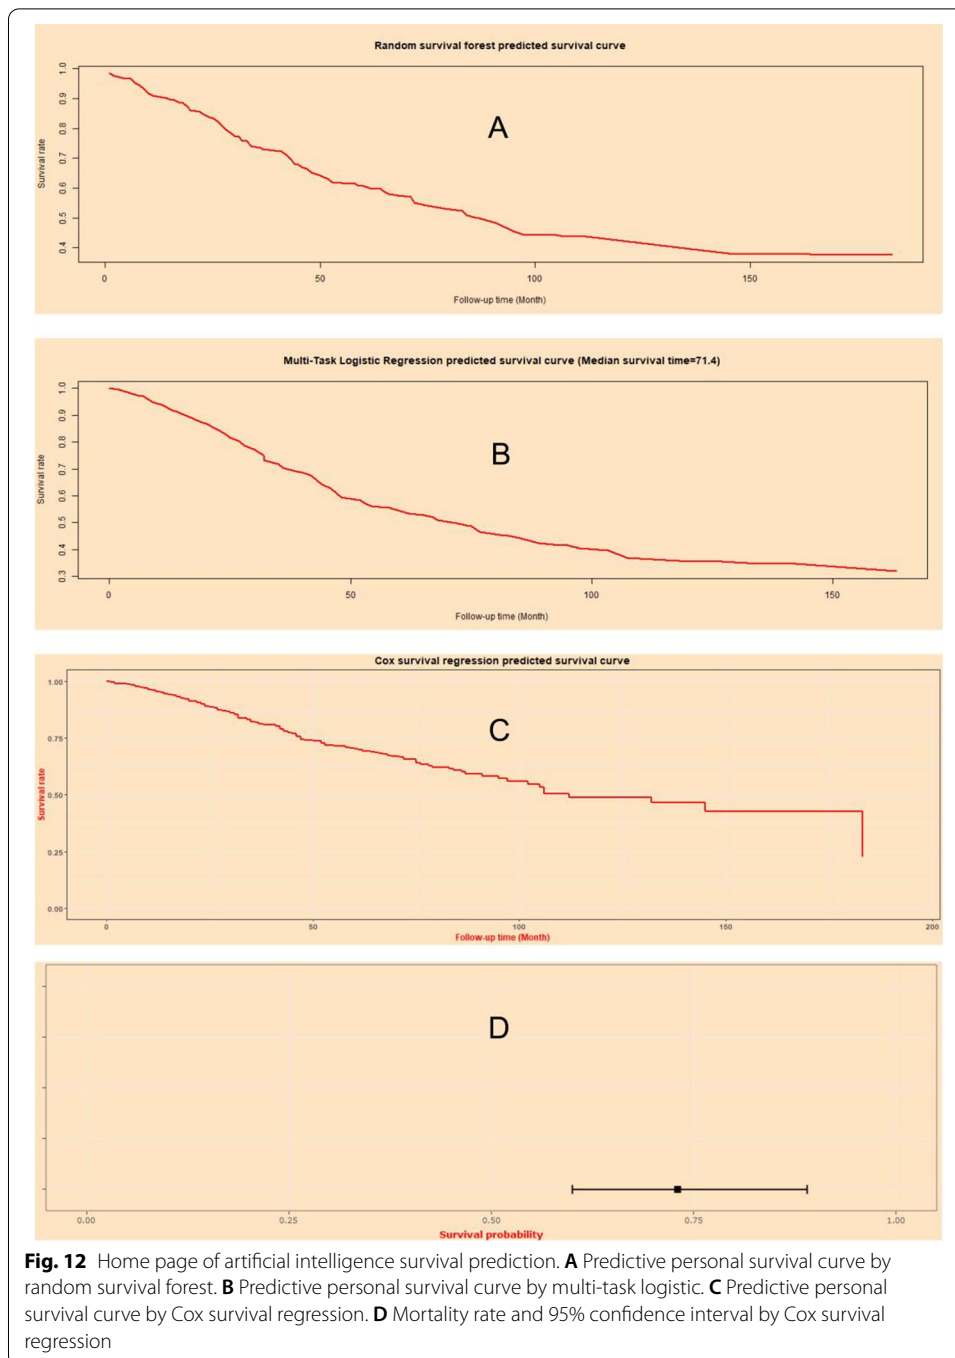 Random survival forest predicted survival curve
1.0
0.9
0.8
0.7
0.6
0.5
0.4
Survival rate
A
0 50 100 150
Follow-up time (Month)
Multi-Task Logistic Regression predicted survival curve (Median survival time=71.4)
1.0
0.9
0.8
0.7
0.6
0.5
0.4
0.3
Survival rate
B
0 50 100 150
Follow-up time (Month)
Cox survival regression predicted survival curve
1.00
0.75
0.50
0.25
0.00
Survival rate
C
0 50 100 150 200
Follow-up time (Month)
D
0.00 0.25 0.50 0.75 1.00
Survival probability
Fig. 12 Home page of artificial intelligence survival prediction. A Predictive personal survival curve by
random survival forest. B Predictive personal survival curve by multi-task logistic. C Predictive personal
survival curve by Cox survival regression. D Mortality rate and 95% confidence interval by Cox survival
regression